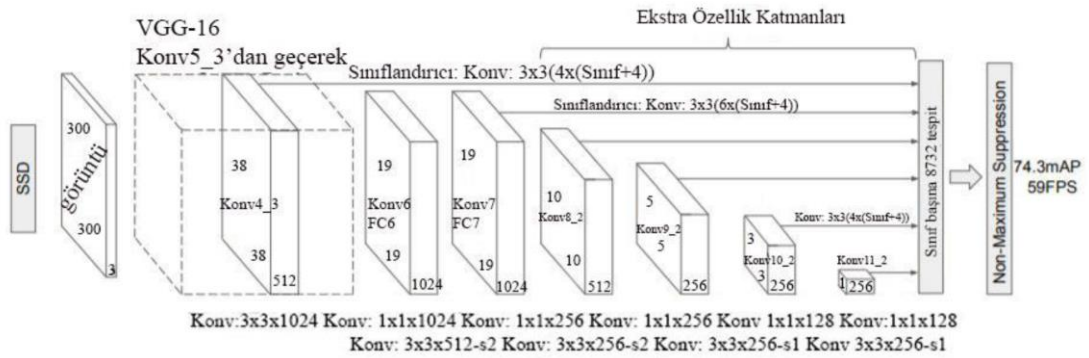 Ekstra Özellik Katmanları
VGG-16
Konv5_3'dan geçerek
Sınıflandırıcı: Konv: 3x3(4x(Sınıf+4))
Sınıflandırıcı: Konv: 3x3(6x(Sınıf+4))
SSD
300
görüntü
300
3
38
Konv4_3
38
512
19
Konv6
FC6
19
1024
19
Konv7
FC7
19
1024
10
Konv8_2
10
512
5
Konv9_2
5
256
Konv: 3x3(4x(Sınıf+4))
3
Konv10_2
3
256
Konv11_2
1
256
Sınıf başına 8732 tespit
Non-Maximum Suppression
74.3mAP
59FPS
Konv:3x3x1024 Konv: 1x1x1024 Konv: 1x1x256 Konv: 1x1x256 Konv 1x1x128 Konv:1x1x128
Konv: 3x3x512-s2 Konv: 3x3x256-s2 Konv: 3x3x256-s1 Konv 3x3x256-s1